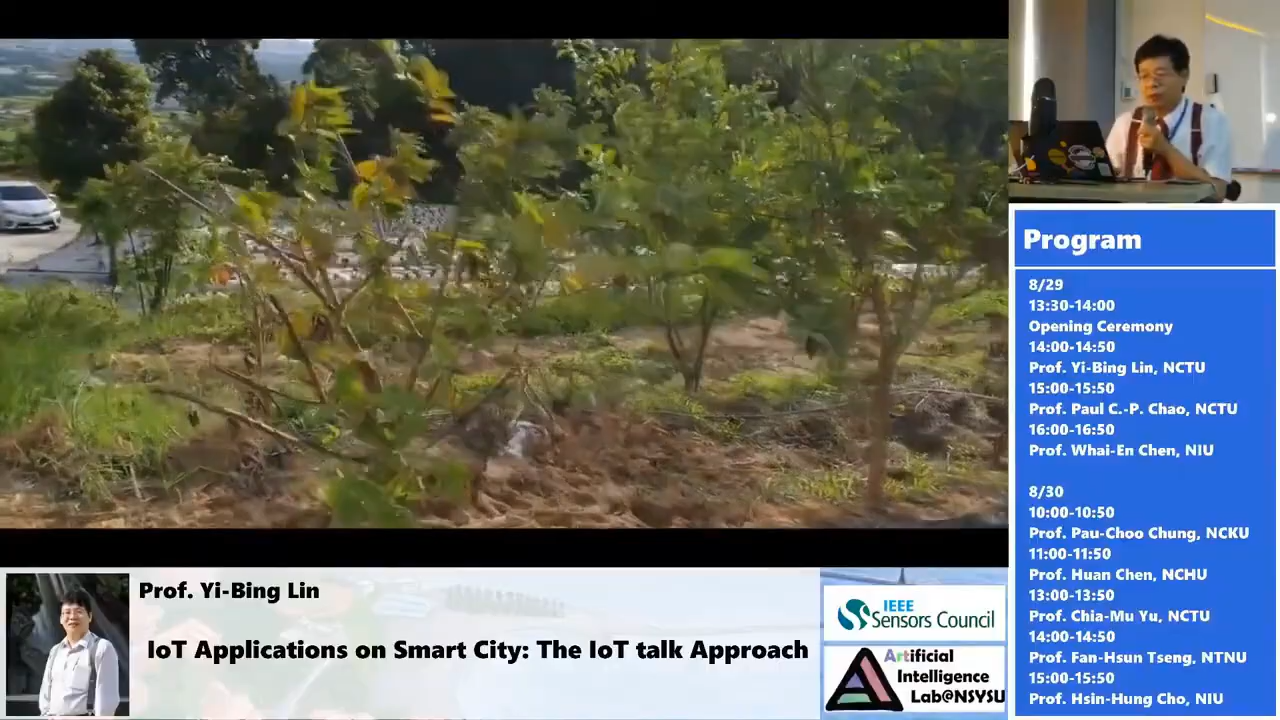 Program
8/29
13:30-14:00
Opening Ceremony
14:00-14:50
Prof. Yi-Bing Lin, NCTU
15:00-15:50
Prof. Paul C.-P. Chao, NCTU
16:00-16:50
Prof. Whai-En Chen, NIU
8/30
10:00-10:50
Prof. Pau-Choo Chung, NCKU
11:00-11:50
Prof. Huan Chen, NCHU
13:00-13:50
Prof. Chia-Mu Yu, NCTU
14:00-14:50
Prof. Fan-Hsun Tseng, NTNU
15:00-15:50
Prof. Hsin-Hung Cho, NIU
Prof. Yi-Bing Lin
IoT Applications on Smart City: The IoT talk Approach
IEEE
Sensors Council
Artificial
Intelligence
Lab@NSYSU